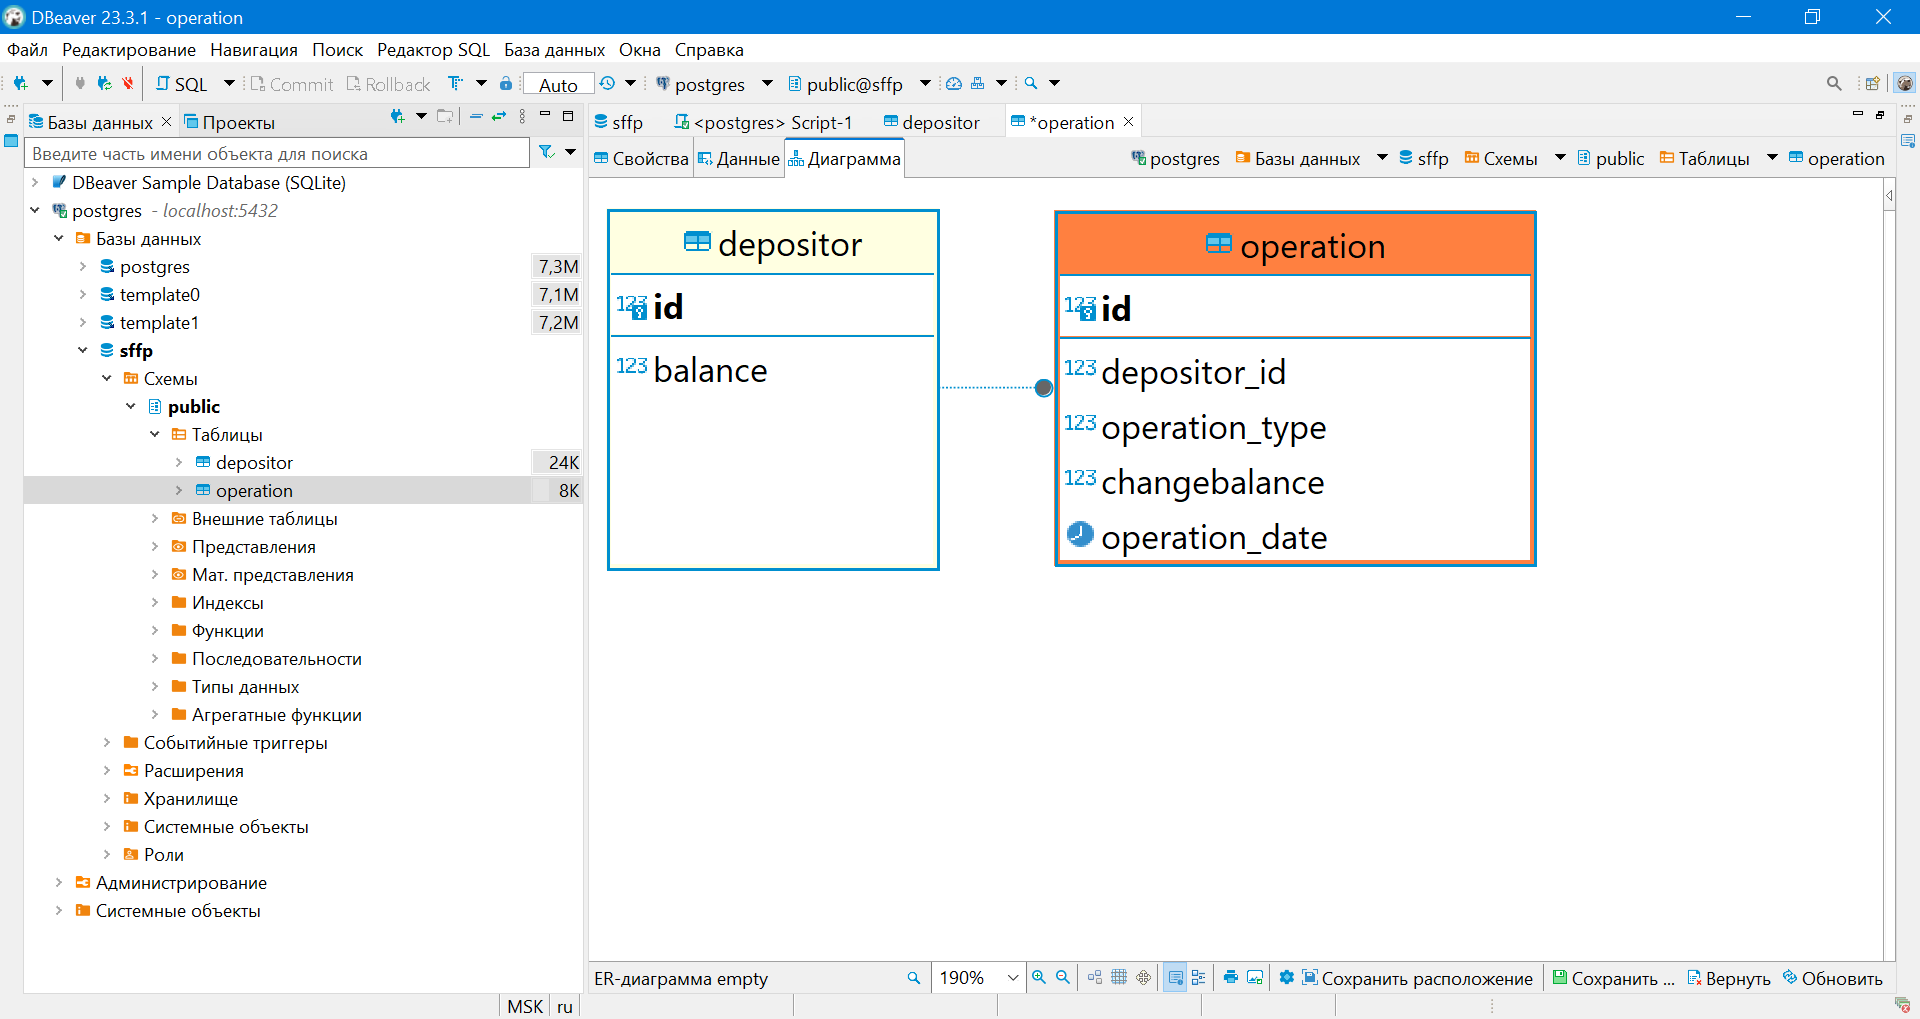 DBeaver 23.3.1 - operation
Файл Редактирование Навигация Поиск Редактор SQL База данных Окна Справка
SQL Commit Rollback Auto postgres public@sffp
Базы данных Проекты
sffp <postgres> Script-1 depositor *operation
Введите часть имени объекта для поиска
Свойства Данные Диаграмма postgres Базы данных sffp Схемы public Таблицы operation
DBeaver Sample Database (SQLite)
postgres - localhost:5432
Базы данных
postgres 7,3M
template0 7,1M
template1 7,2M
sffp
Схемы
public
Таблицы
depositor 24K
operation 8K
Внешние таблицы
Представления
Мат. представления
Индексы
Функции
Последовательности
Типы данных
Агрегатные функции
Событийные триггеры
Расширения
Хранилище
Системные объекты
Роли
Администрирование
Системные объекты
depositor
123 id
123 balance
operation
123 id
123 depositor_id
123 operation_type
123 changebalance
operation_date
ER-диаграмма empty 190% Сохранить расположение Сохранить ... Вернуть Обновить
MSK ru